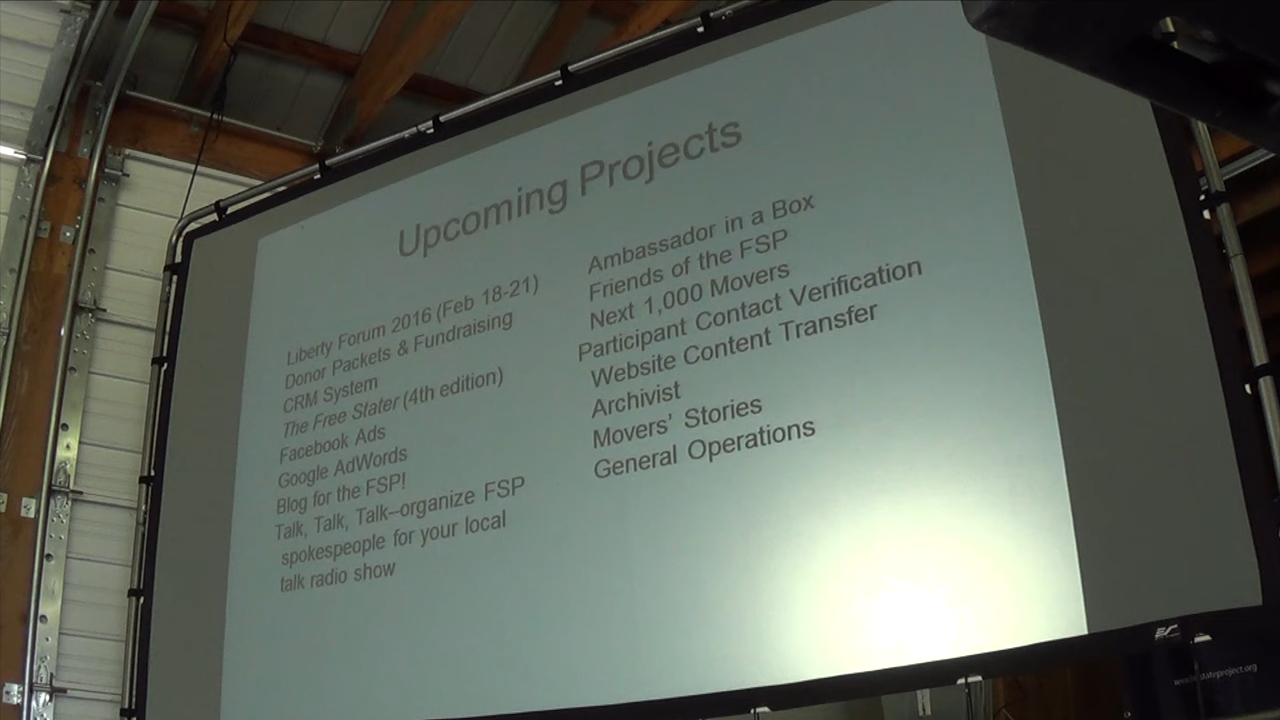 Upcoming Projects
Liberty Forum 2016 (Feb 18-21)
Donor Packets & Fundraising
CRM System
The Free Stater (4th edition)
Facebook Ads
Google AdWords
Blog for the FSP!
Talk, Talk, Talk–organize FSP
spokespeople for your local
talk radio show
Ambassador in a Box
Friends of the FSP
Next 1,000 Movers
Participant Contact Verification
Website Content Transfer
Archivist
Movers' Stories
General Operations